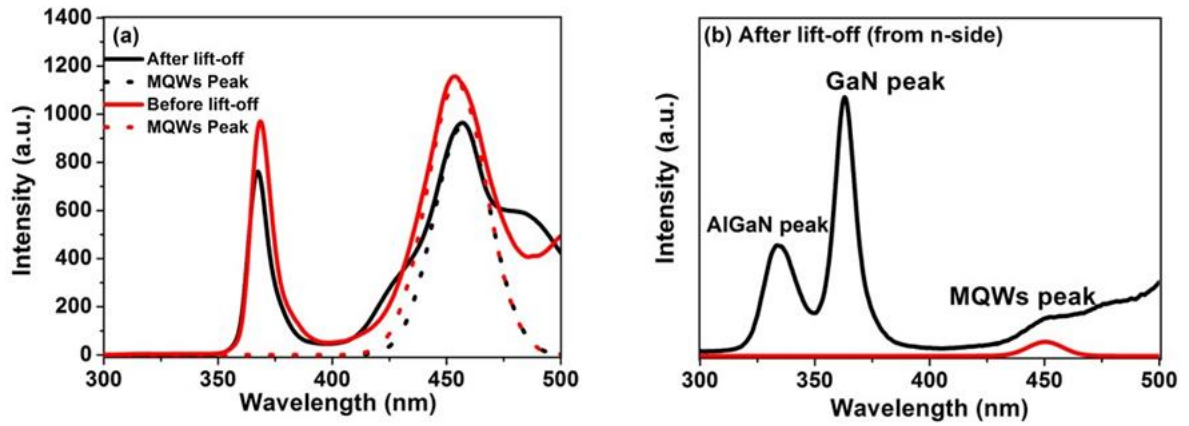 (a)
After lift-off
MQWs Peak
Before lift-off
MQWs Peak
Intensity (a.u.)
1400
1200
1000
800
600
400
200
0
300 350 400 450 500
Wavelength (nm)
(b) After lift-off (from n-side)
GaN peak
AlGaN peak
MQWs peak
Intensity (a.u.)
300 350 400 450 500
Wavelength (nm)